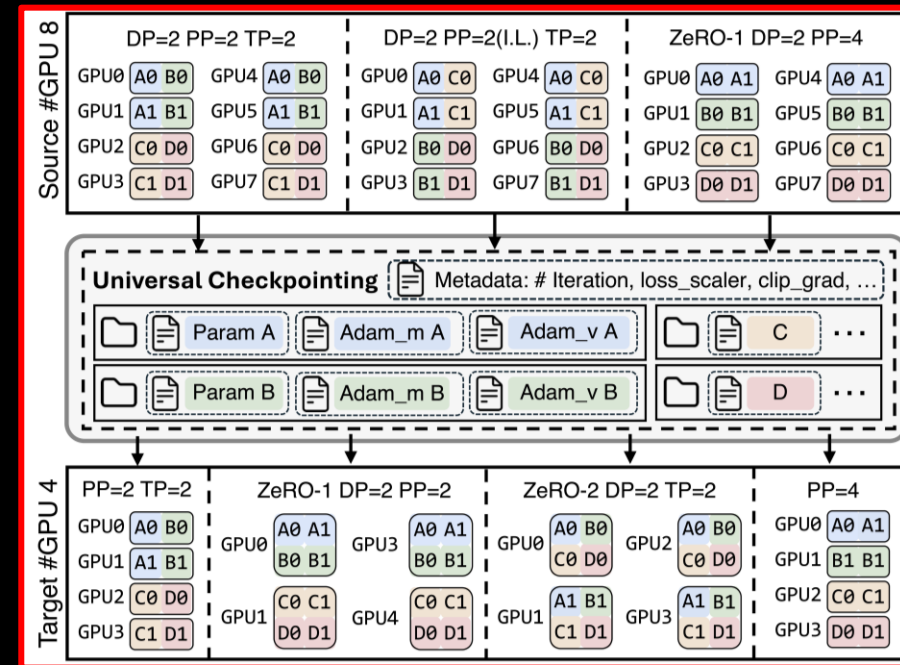 Source #GPU 8
DP=2 PP=2 TP=2
GPU0 A0 B0 GPU4 A0 B0
GPU1 A1 B1 GPU5 A1 B1
GPU2 C0 D0 GPU6 C0 D0
GPU3 C1 D1 GPU7 C1 D1
DP=2 PP=2(I.L.) TP=2
GPU0 A0 C0 GPU4 A0 C0
GPU1 A1 C1 GPU5 A1 C1
GPU2 B0 D0 GPU6 B0 D0
GPU3 B1 D1 GPU7 B1 D1
ZeRO-1 DP=2 PP=4
GPU0 A0 A1 GPU4 A0 A1
GPU1 B0 B1 GPU5 B0 B1
GPU2 C0 C1 GPU6 C0 C1
GPU3 D0 D1 GPU7 D0 D1
Universal Checkpointing Metadata: # Iteration, loss_scaler, clip_grad, ...
Param A Adam_m A Adam_v A C ...
Param B Adam_m B Adam_v B D ...
Target #GPU 4
PP=2 TP=2
GPU0 A0 B0
GPU1 A1 B1
GPU2 C0 D0
GPU3 C1 D1
ZeRO-1 DP=2 PP=2
GPU0 A0 A1 GPU3 A0 A1
B0 B1 B0 B1
GPU1 C0 C1 GPU4 C0 C1
D0 D1 D0 D1
ZeRO-2 DP=2 TP=2
GPU0 A0 B0 GPU2 A0 B0
C0 D0 C0 D0
GPU1 A1 B1 GPU3 A1 B1
C1 D1 C1 D1
PP=4
GPU0 A0 A1
GPU1 B1 B1
GPU2 C0 C1
GPU3 D0 D1